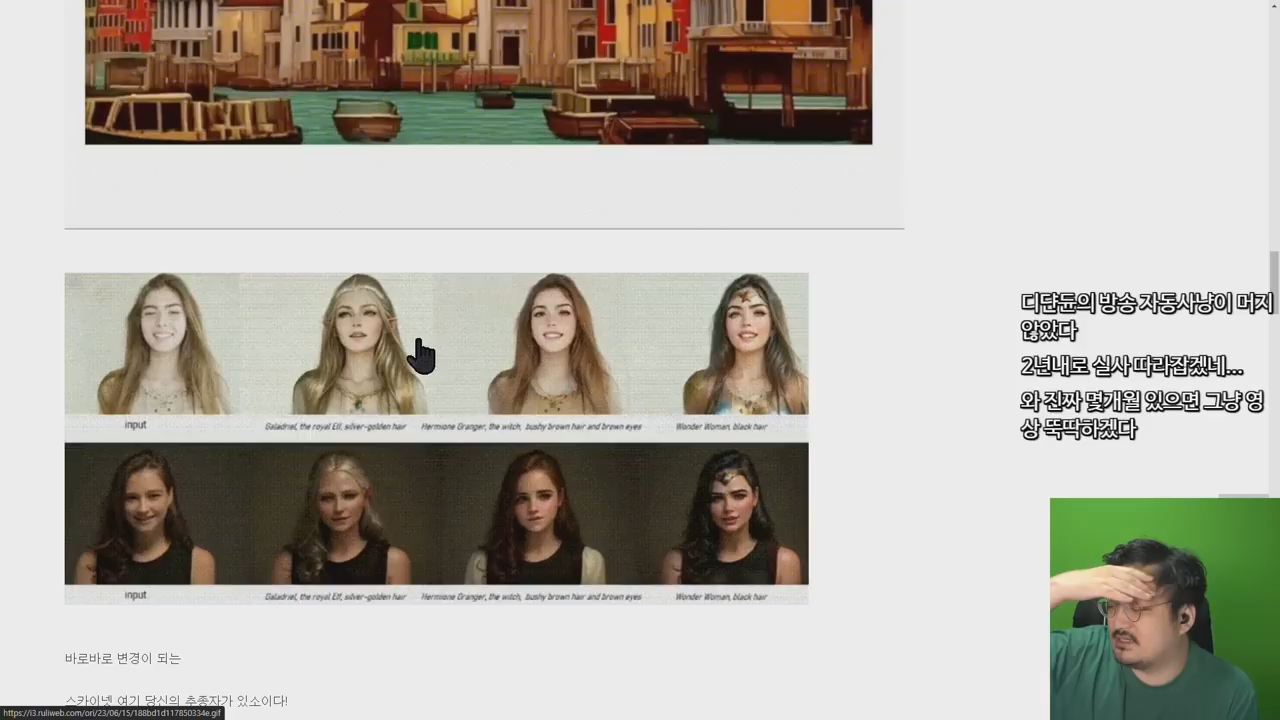 input
Galadriel, the royal Elf, silver-golden hair
Hermione Granger, the witch, bushy brown hair and brown eyes
Wonder Woman, black hair
input
Galadriel, the royal Elf, silver-golden hair
Hermione Granger, the witch, bushy brown hair and brown eyes
Wonder Woman, black hair
바로바로 변경이 되는
스카이넷 여기 당신의 추종자가 있소이다!
https://i3.ruliweb.com/ori/23/06/15/188bd1d117850334e.gif
디댠듄의 방송 자동사냥이 머지
않았다
2년내로 실사 따라잡겠네...
와 진짜 몇개월 있으면 그냥 영
상 뚝딱하겠다